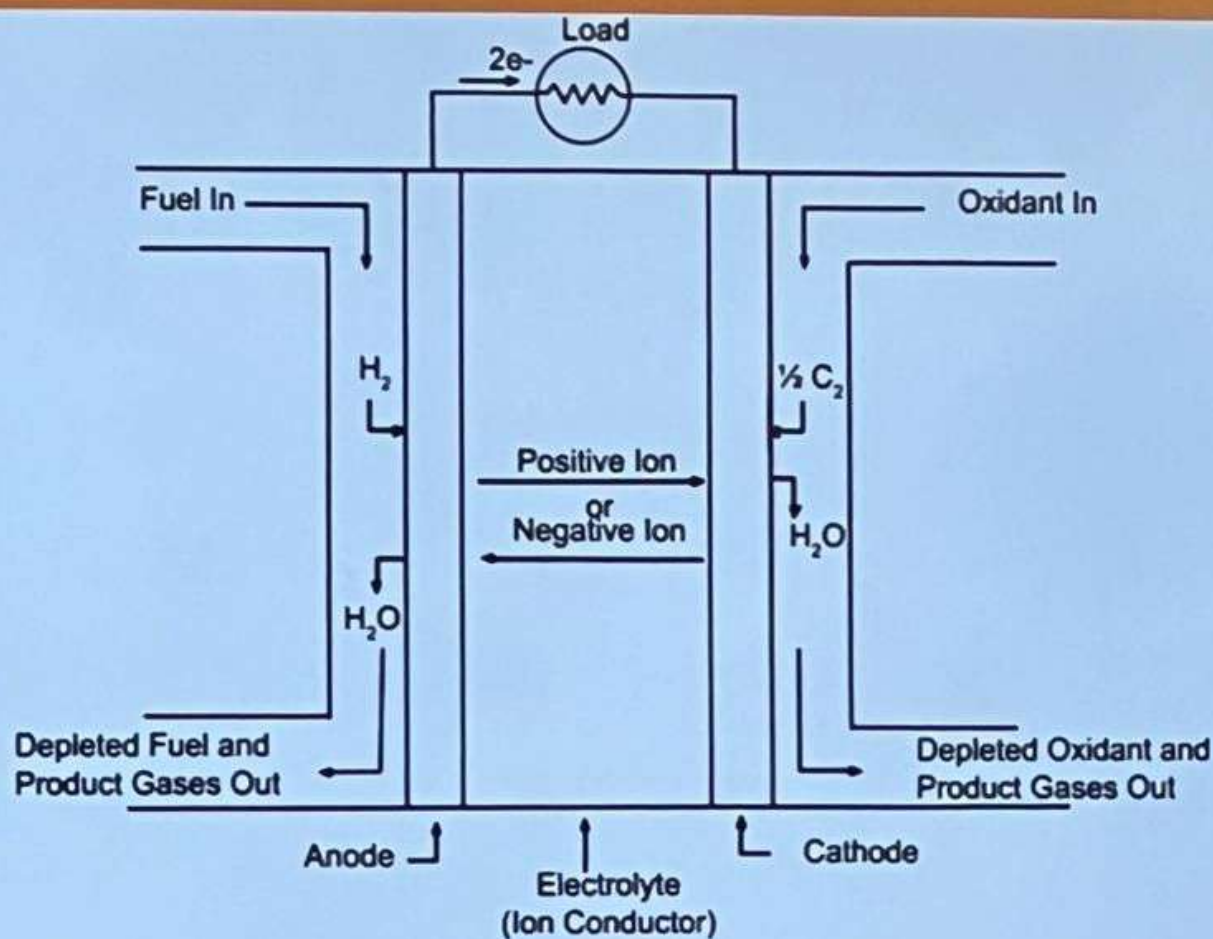 Load
2e-
Fuel In
Oxidant In
H₂
½ C₂
Positive Ion
or
Negative Ion
H₂O
H₂O
Depleted Fuel and
Product Gases Out
Depleted Oxidant and
Product Gases Out
Anode
Cathode
Electrolyte
(Ion Conductor)